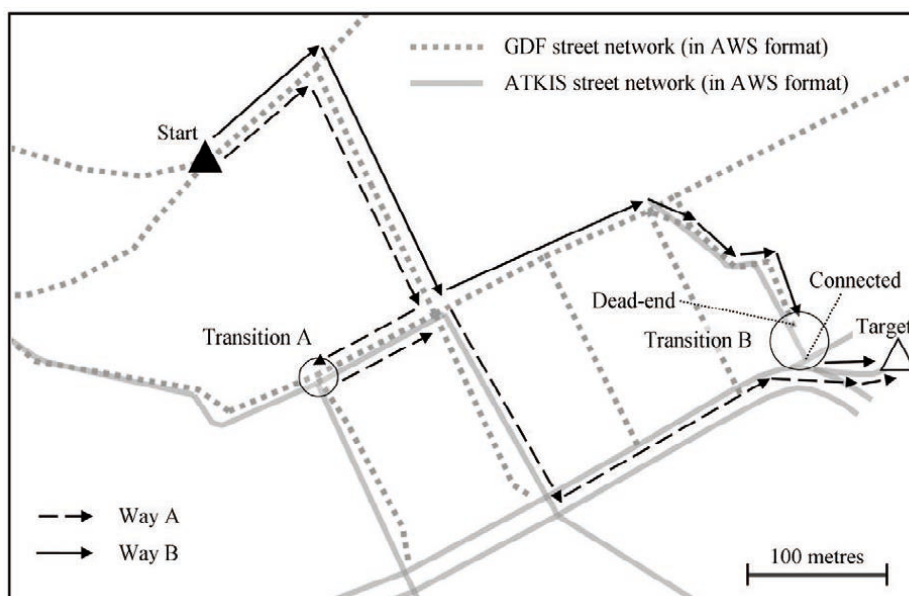 GDF street network (in AWS format)
ATKIS street network (in AWS format)
Start
Connected
Dead-end
Transition A
Transition B
Target
Way A
Way B
100 metres